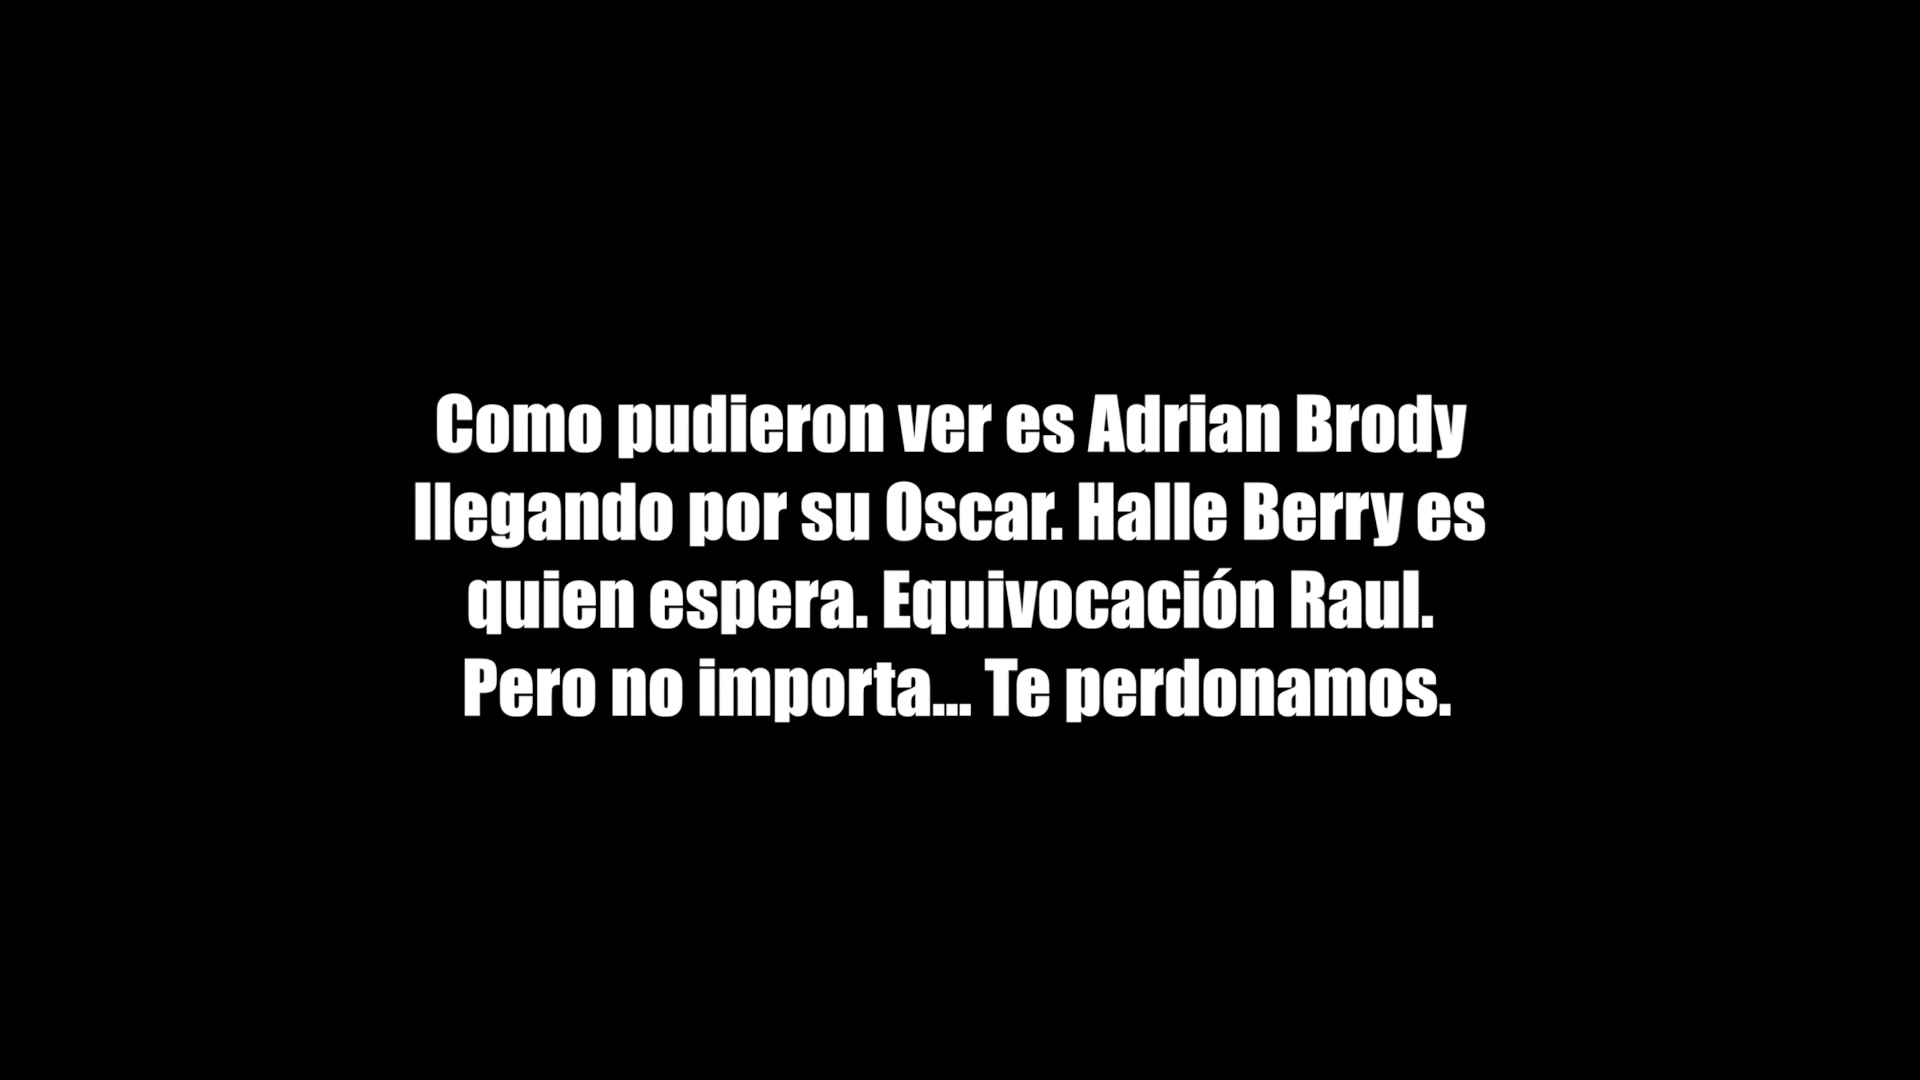 Como pudieron ver es Adrian Brody
llegando por su Oscar. Halle Berry es
quien espera. Equivocación Raul.
Pero no importa... Te perdonamos.